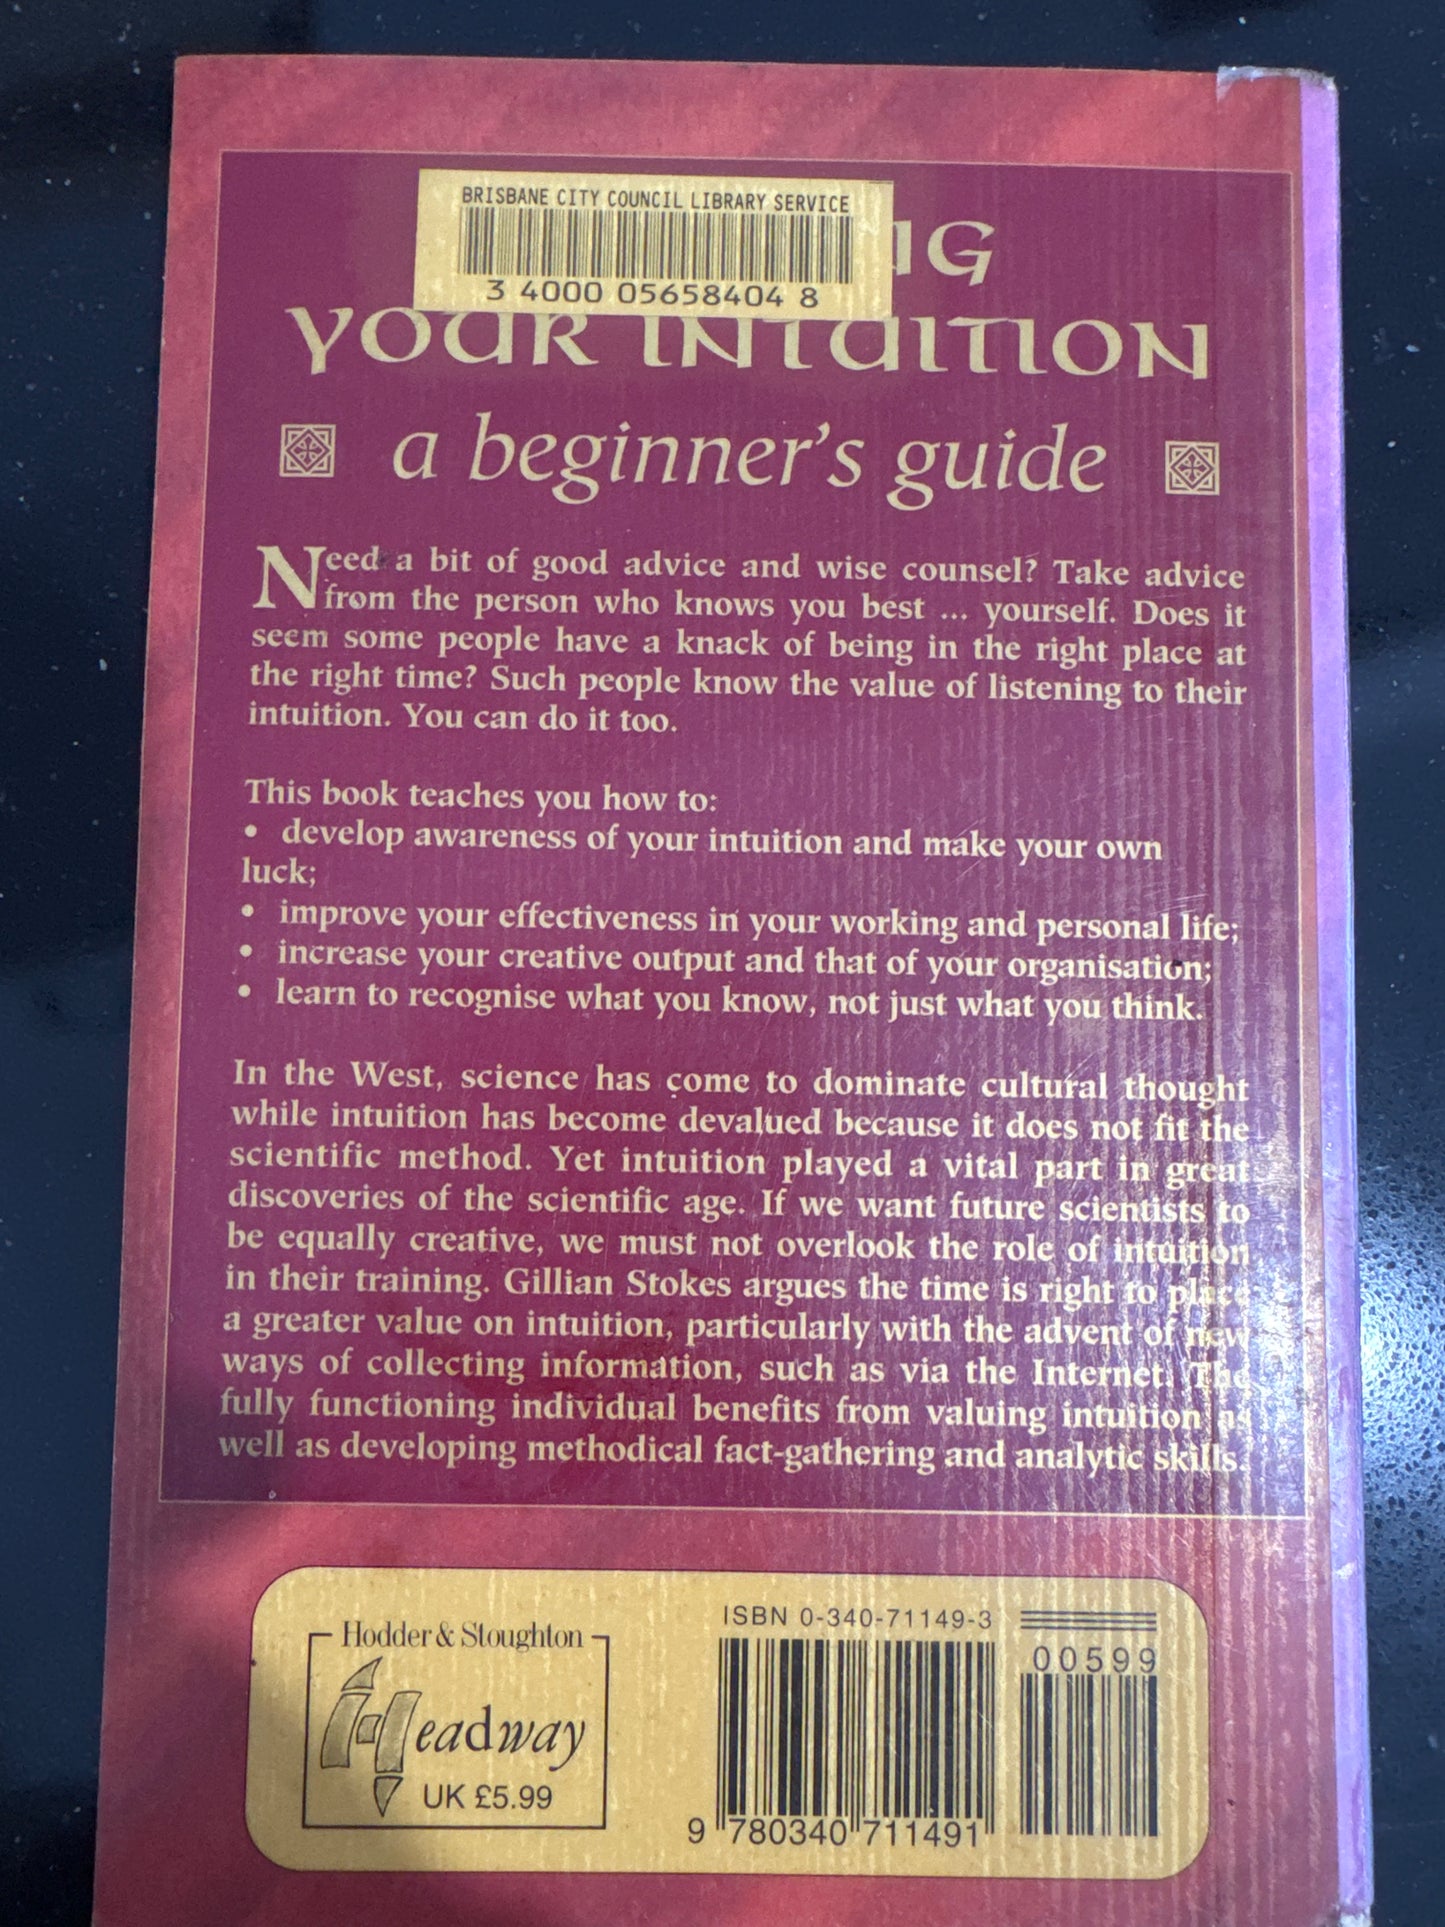 BRISBANE CITY COUNCIL LIBRARY SERVICE
3 4000 05658404 8
YOUR INTUITION
a beginner's guide
Need a bit of good advice and wise counsel? Take advice
from the person who knows you best ... yourself. Does it
seem some people have a knack of being in the right place at
the right time? Such people know the value of listening to their
intuition. You can do it too.
This book teaches you how to:
• develop awareness of your intuition and make your own
luck;
• improve your effectiveness in your working and personal life;
• increase your creative output and that of your organisation;
• learn to recognise what you know, not just what you think.
In the West, science has come to dominate cultural thought
while intuition has become devalued because it does not fit the
scientific method. Yet intuition played a vital part in great
discoveries of the scientific age. If we want future scientists to
be equally creative, we must not overlook the role of intuition
in their training. Gillian Stokes argues the time is right to place
a greater value on intuition, particularly with the advent of new
ways of collecting information, such as via the Internet. The
fully functioning individual benefits from valuing intuition as
well as developing methodical fact-gathering and analytic skills.
Hodder & Stoughton
Headway
UK £5.99
ISBN 0-340-71149-3
00599
9 780340 711491